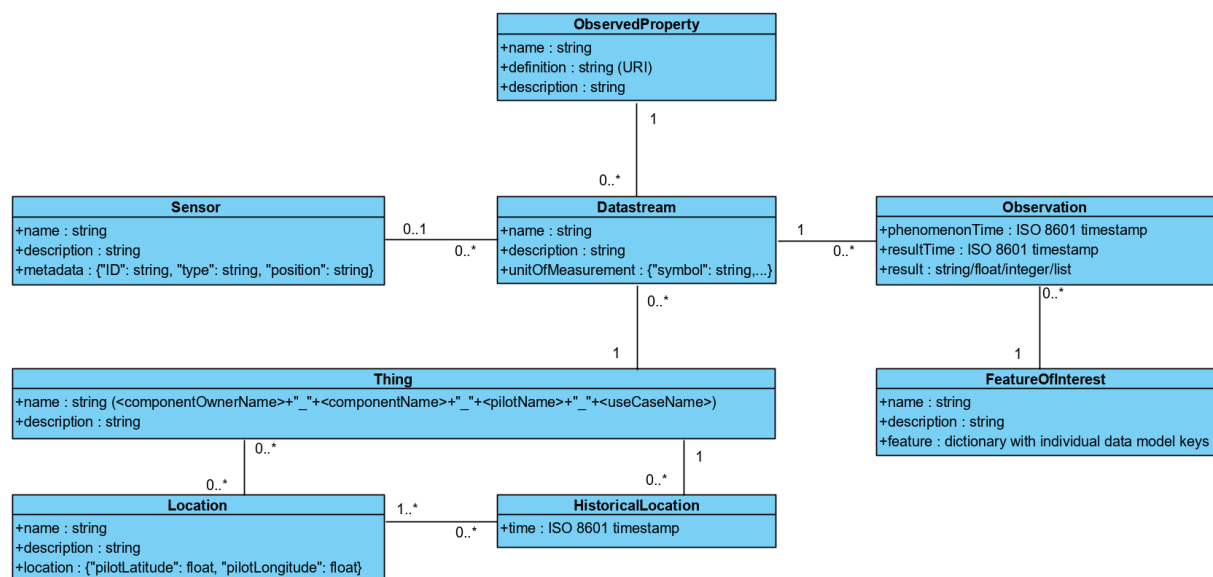 ObservedProperty
+name : string
+definition : string (URI)
+description : string
1
0..*
Sensor
+name : string
+description : string
+metadata : {"ID": string, "type": string, "position": string}
0..1
0..*
Datastream
+name : string
+description : string
+unitOfMeasurement : {"symbol": string,...}
1
0..*
Observation
+phenomenonTime : ISO 8601 timestamp
+resultTime : ISO 8601 timestamp
+result : string/float/integer/list
0..*
1
0..*
1
Thing
+name : string (<componentOwnerName>+"_"+<componentName>+"_"+<pilotName>+"_"+<useCaseName>)
+description : string
FeatureOfInterest
+name : string
+description : string
+feature : dictionary with individual data model keys
0..*
0..*
1
0..*
Location
+name : string
+description : string
+location : {"pilotLatitude": float, "pilotLongitude": float}
1..*
0..*
HistoricalLocation
+time : ISO 8601 timestamp